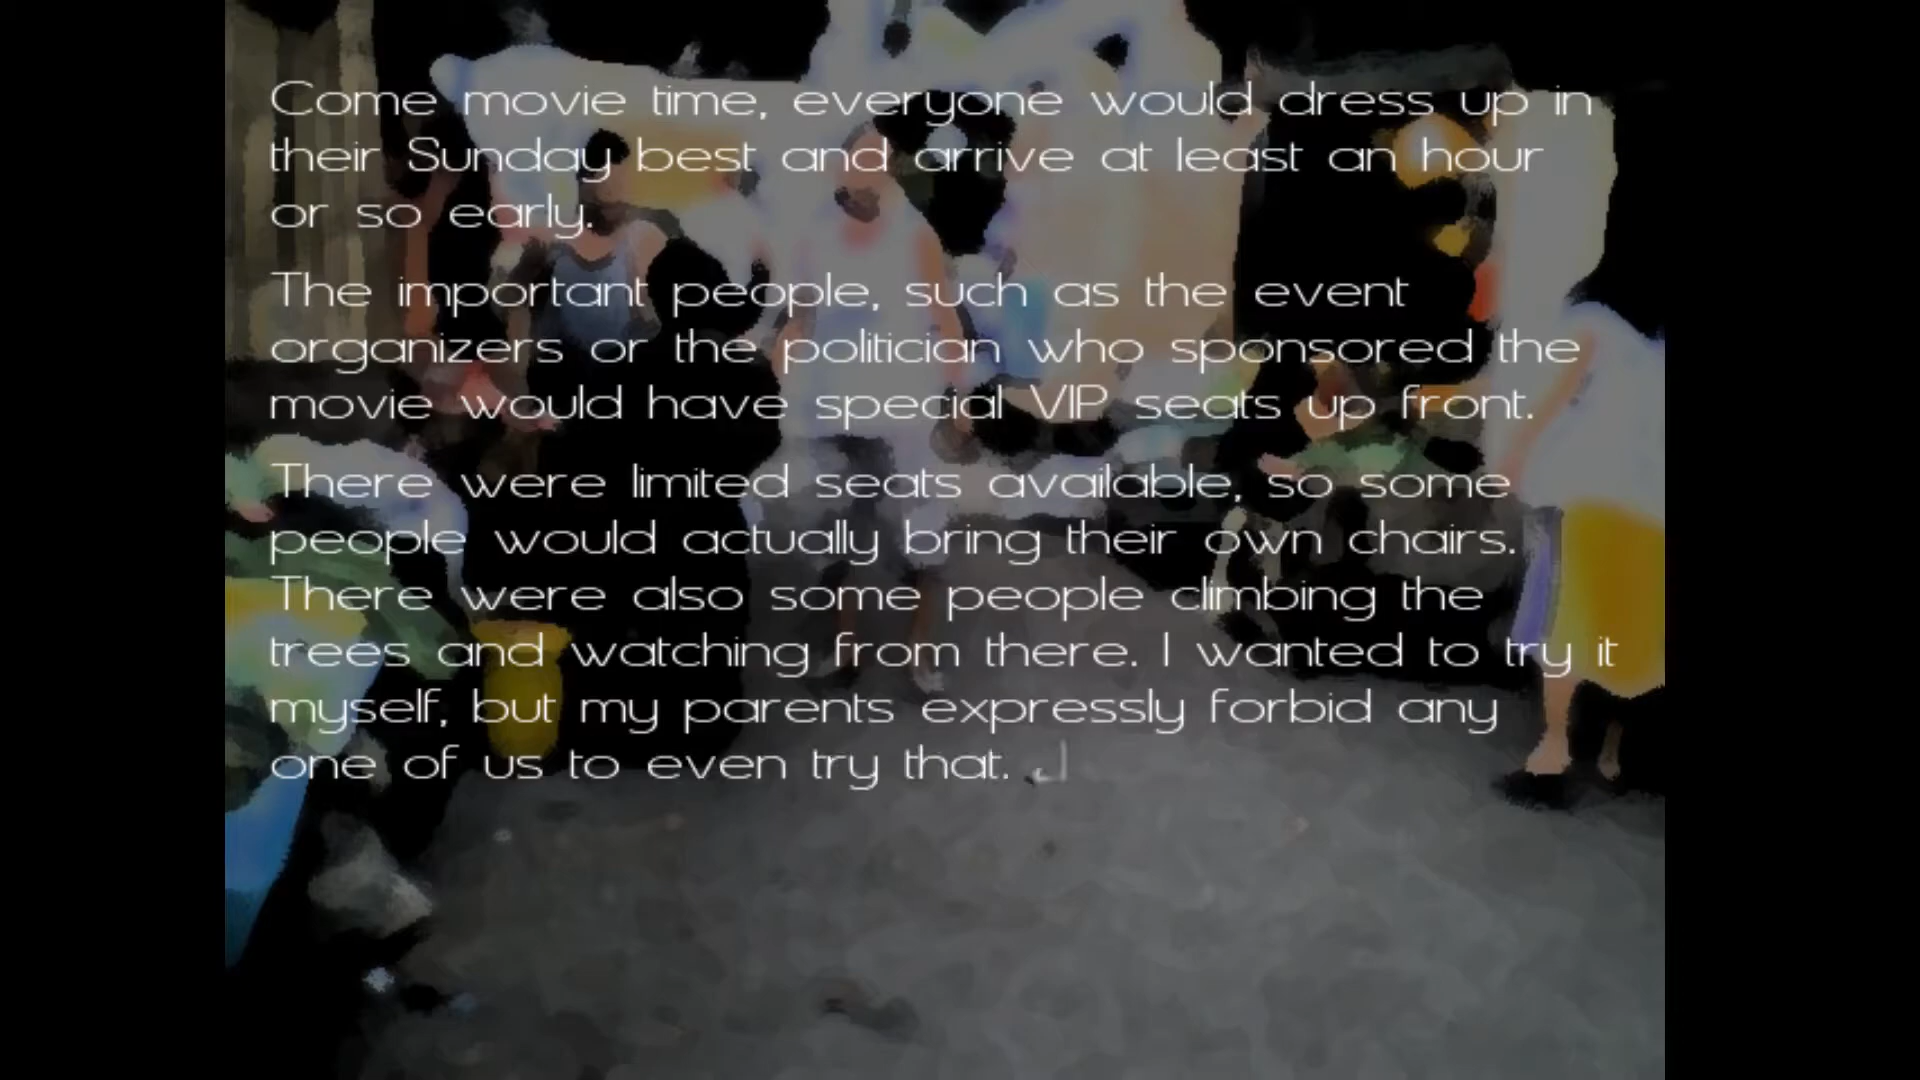 Come movie time, everyone would dress up in
their Sunday best and arrive at least an hour
or so early.
The important people, such as the event
organizers or the politician who sponsored the
movie would have special VIP seats up front.
There were limited seats available, so some
people would actually bring their own chairs.
There were also some people climbing the
trees and watching from there. I wanted to try it
myself, but my parents expressly forbid any
one of us to even try that.